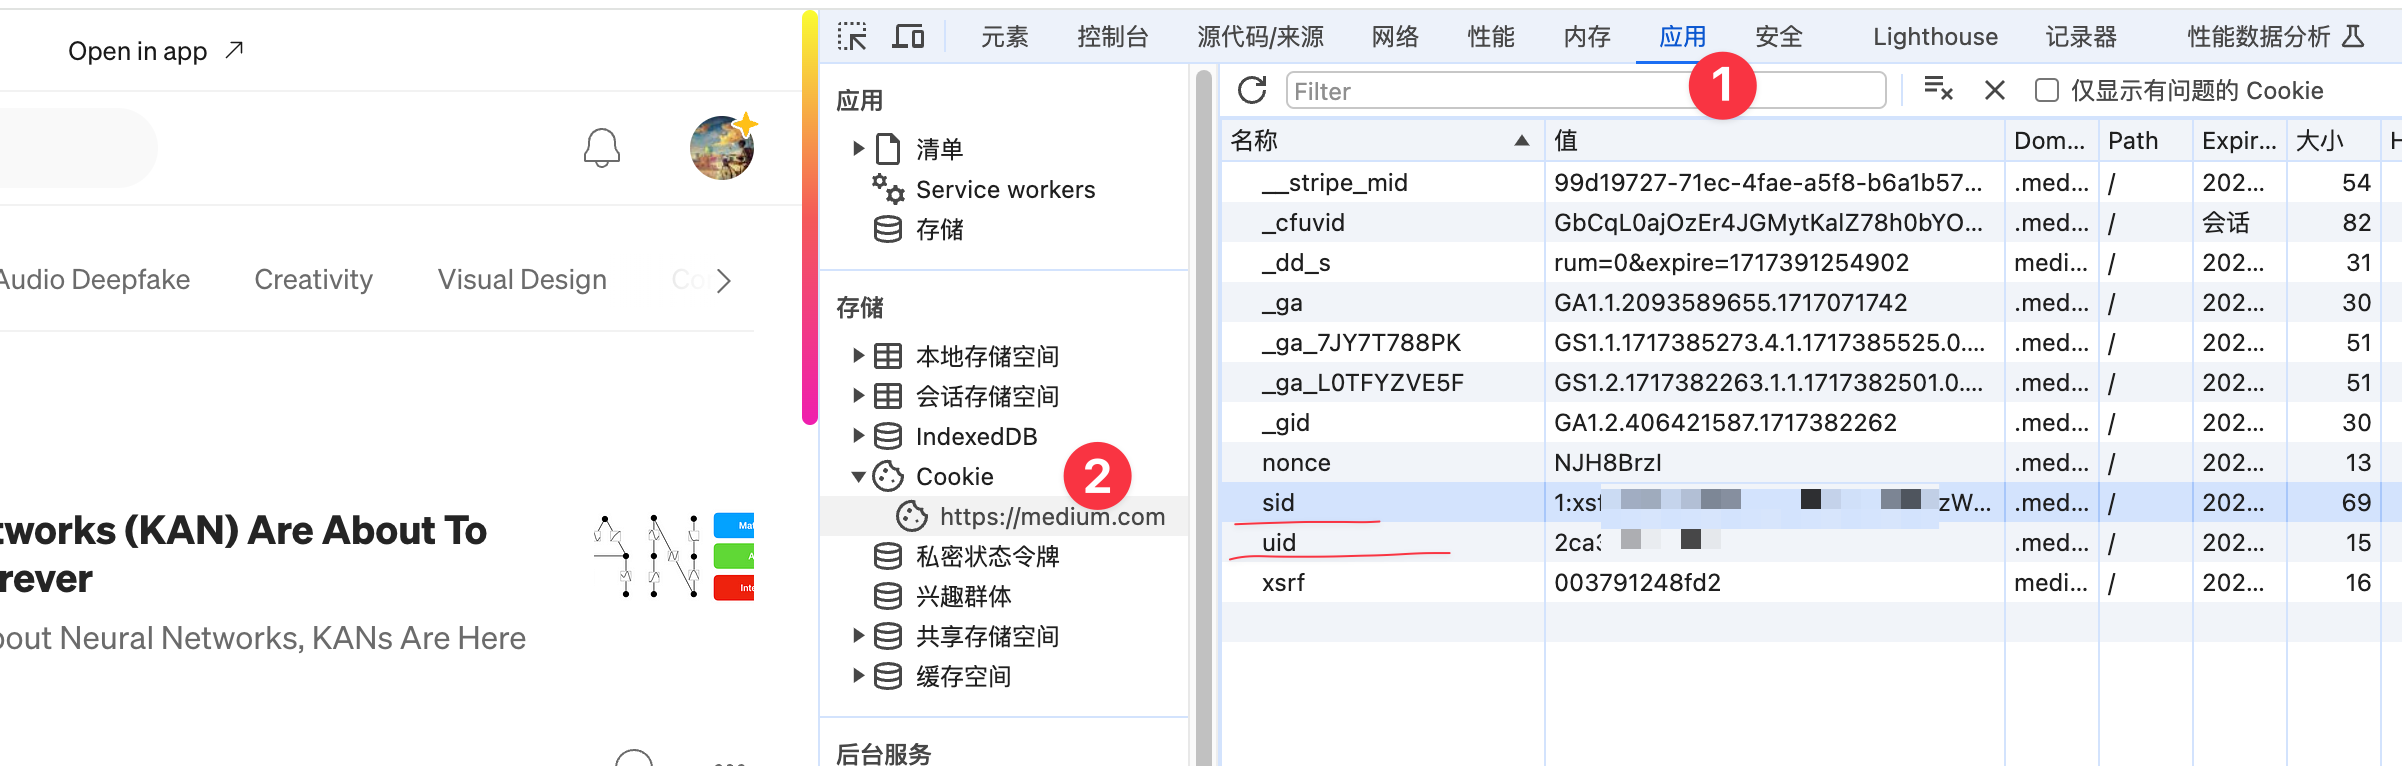 Open in app
Audio Deepfake
Creativity
Visual Design
tworks (KAN) Are About To
rever
out Neural Networks, KANs Are Here
元素
控制台
源代码/来源
网络
性能
内存
应用
安全
Lighthouse
记录器
性能数据分析
1
应用
清单
Service workers
存储
存储
本地存储空间
会话存储空间
IndexedDB
Cookie
2
https://medium.com
私密状态令牌
兴趣群体
共享存储空间
缓存空间
后台服务
Filter
仅显示有问题的 Cookie
名称 值 Dom... Path Expir... 大小
__stripe_mid 99d19727-71ec-4fae-a5f8-b6a1b57... .med... / 202... 54
_cfuvid GbCqL0ajOzEr4JGMytKalZ78h0bYO... .med... / 会话 82
_dd_s rum=0&expire=1717391254902 medi... / 202... 31
_ga GA1.1.2093589655.1717071742 .med... / 202... 30
_ga_7JY7T788PK GS1.1.1717385273.4.1.1717385525.0.... .med... / 202... 51
_ga_L0TFYZVE5F GS1.2.1717382263.1.1.1717382501.0.... .med... / 202... 51
_gid GA1.2.406421587.1717382262 .med... / 202... 30
nonce NJH8BrzI .med... / 202... 13
sid 1:xsf zW... .med... / 202... 69
uid 2ca3 .med... / 202... 15
xsrf 003791248fd2 medi... / 202... 16